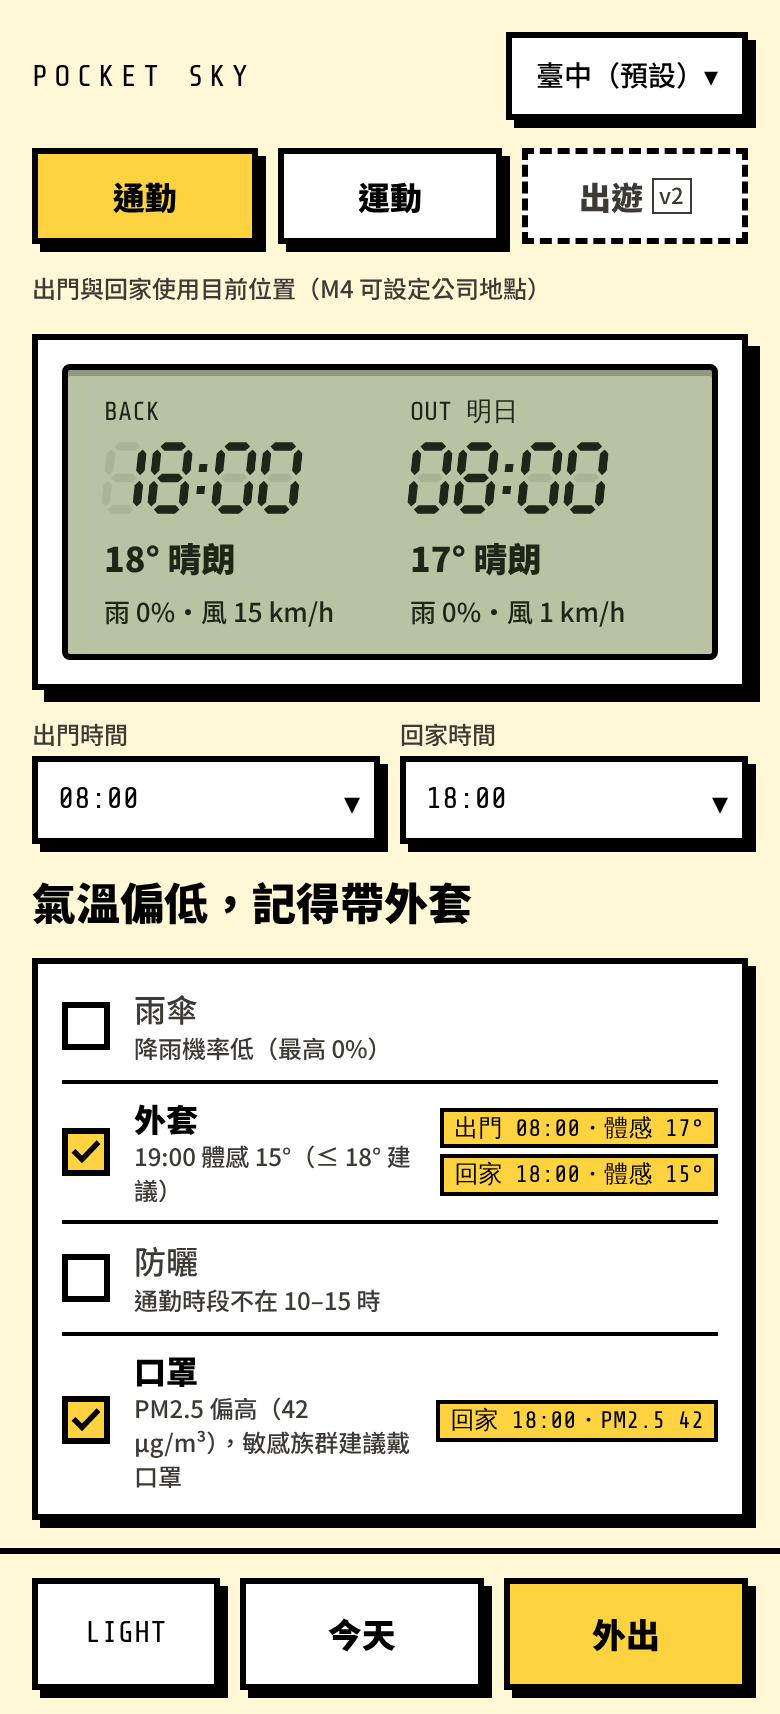 POCKET SKY
臺中（預設）▼
通勤
運動
出遊 v2
出門與回家使用目前位置（M4 可設定公司地點）
BACK
18:00
18° 晴朗
雨 0%・風 15 km/h
OUT 明日
08:00
17° 晴朗
雨 0%・風 1 km/h
出門時間
08:00 ▼
回家時間
18:00 ▼
氣溫偏低，記得帶外套
雨傘
降雨機率低（最高 0%）
外套
19:00 體感 15°（≤ 18° 建
議）
出門 08:00・體感 17°
回家 18:00・體感 15°
防曬
通勤時段不在 10–15 時
口罩
PM2.5 偏高（42
µg/m³），敏感族群建議戴
口罩
回家 18:00・PM2.5 42
LIGHT
今天
外出